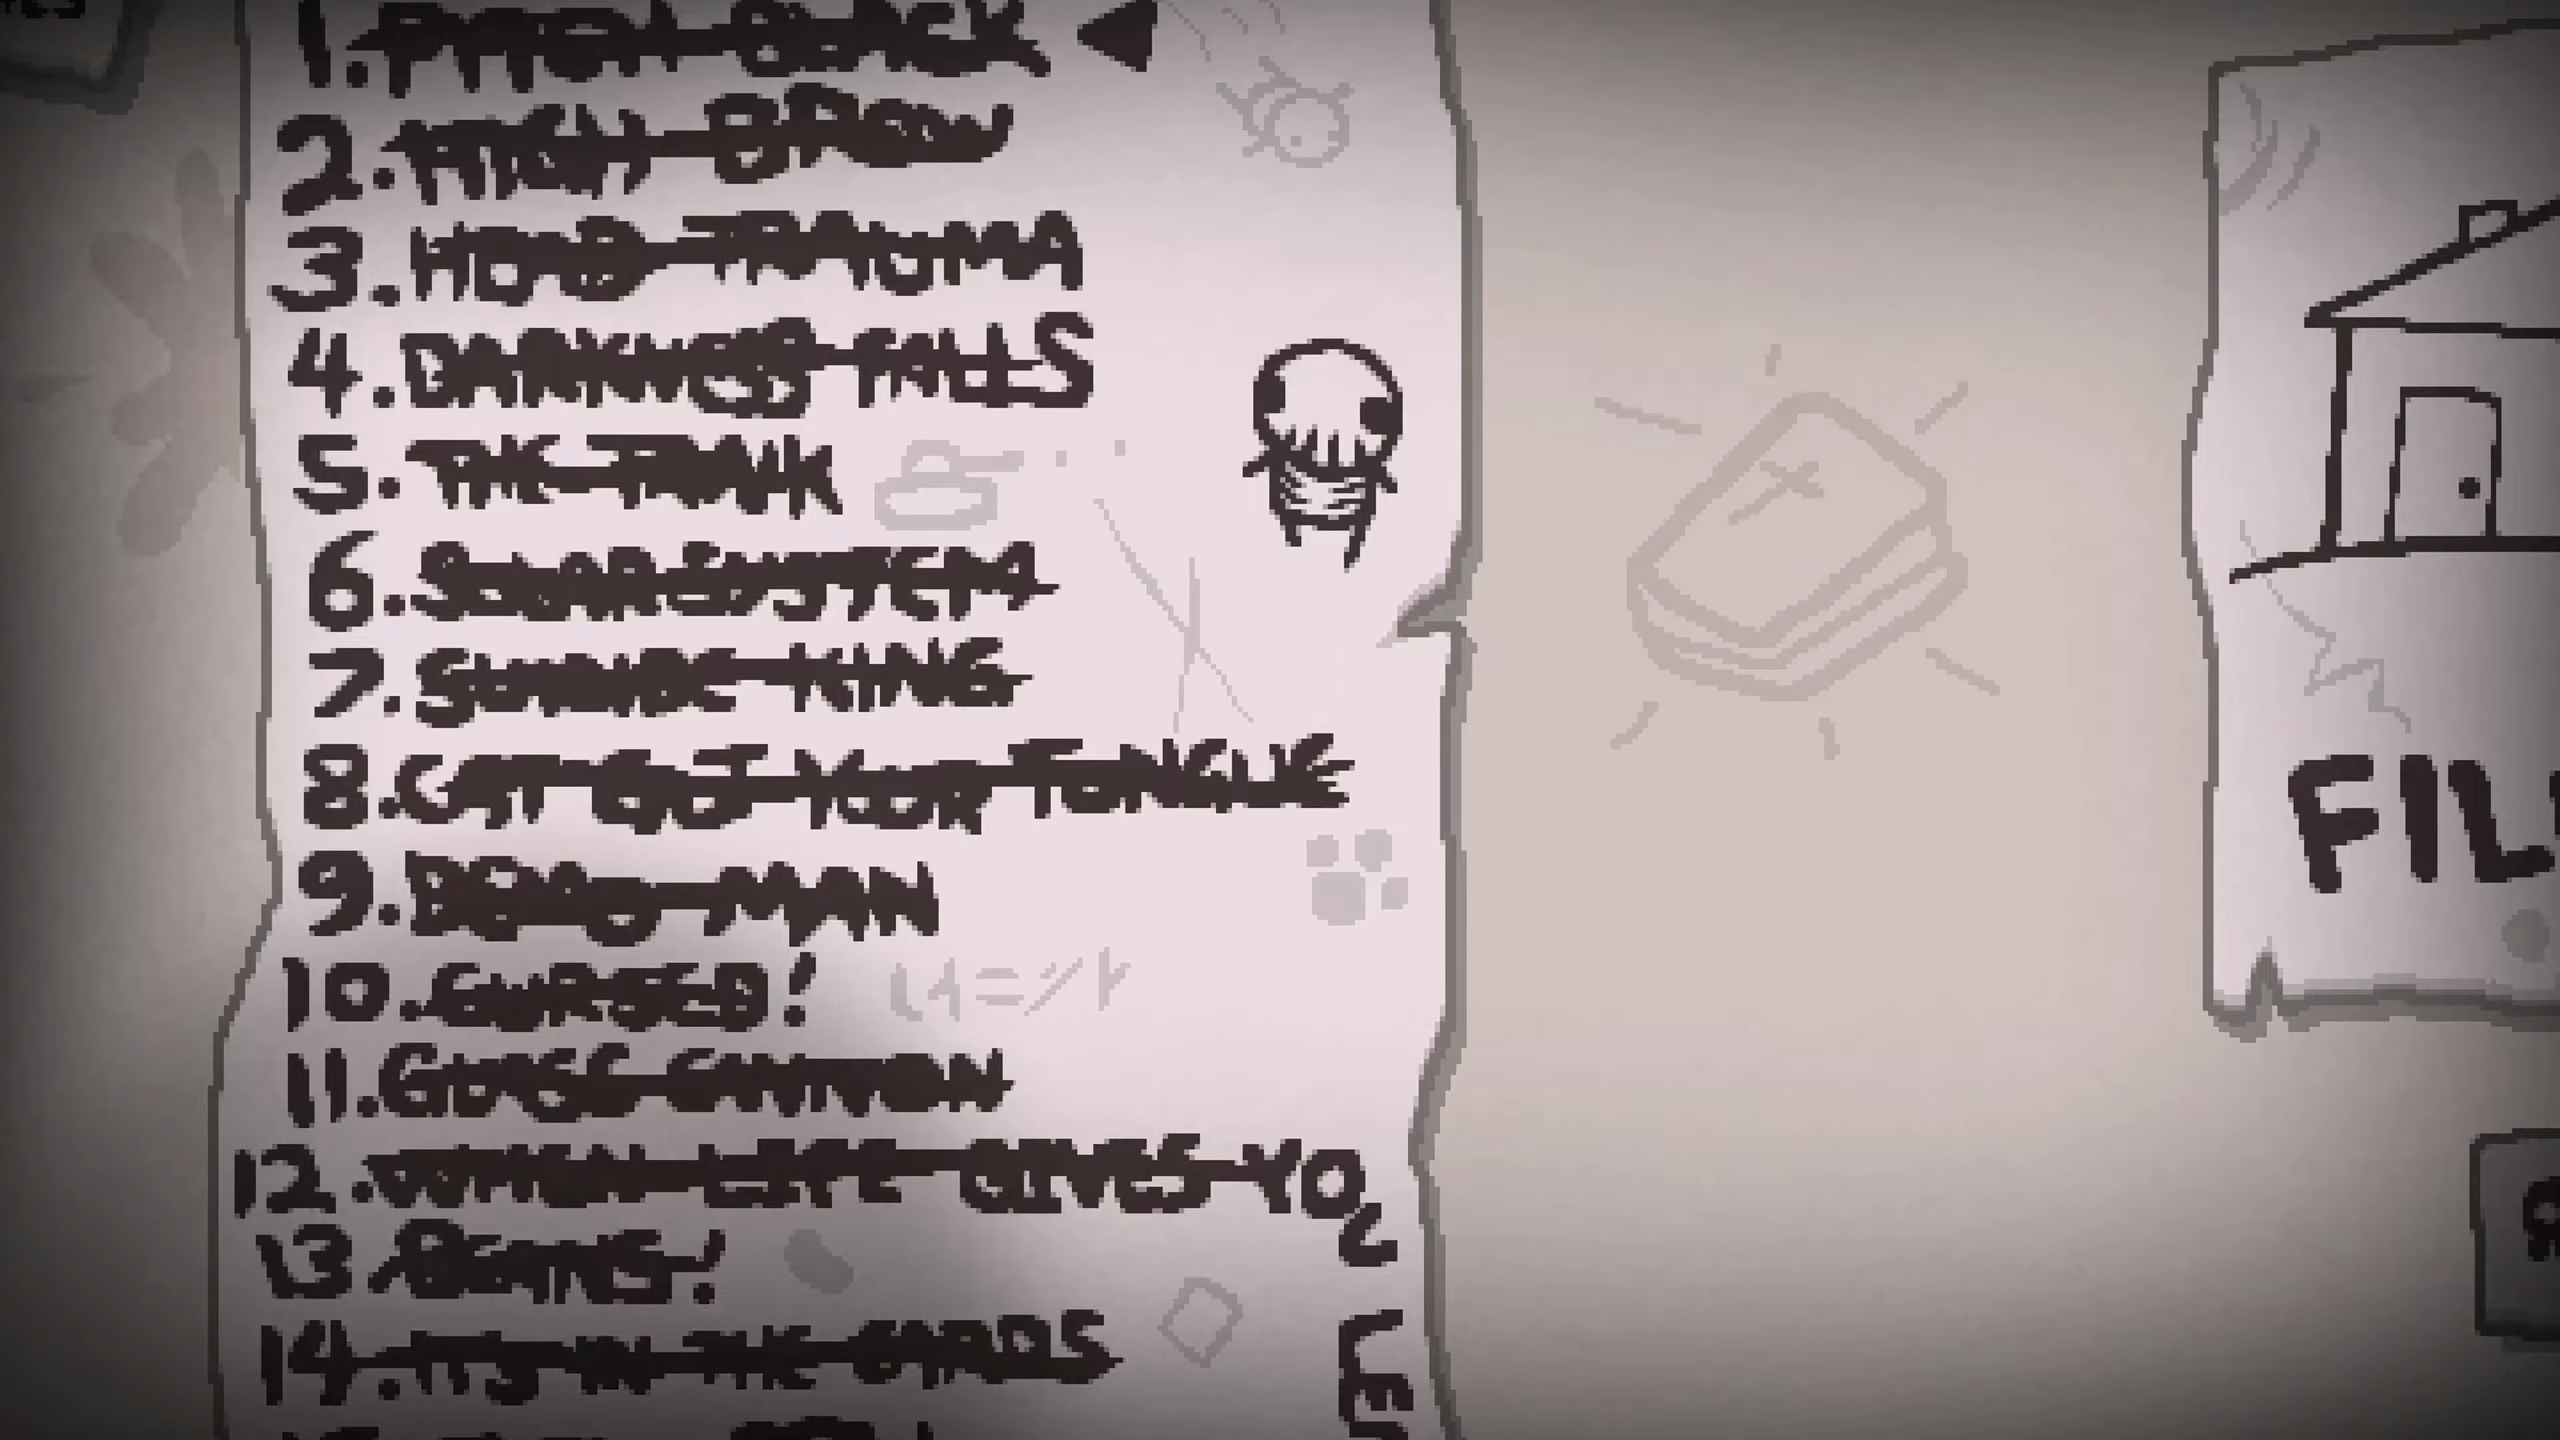 1. PITCH BLACK
2. HIGH BROW
3. HEAD TRAUMA
4. DARKNESS FALLS
5. THE TANK
6. SOLAR SYSTEM
7. SUICIDE KING
8. CAT GOT YOUR TONGUE
9. DEMO MAN
10. CURSED!
11. GLASS CANNON
12. WHEN LIFE GIVES YOU LE
13. BEANS!
14. ITS IN THE CARDS
FIL